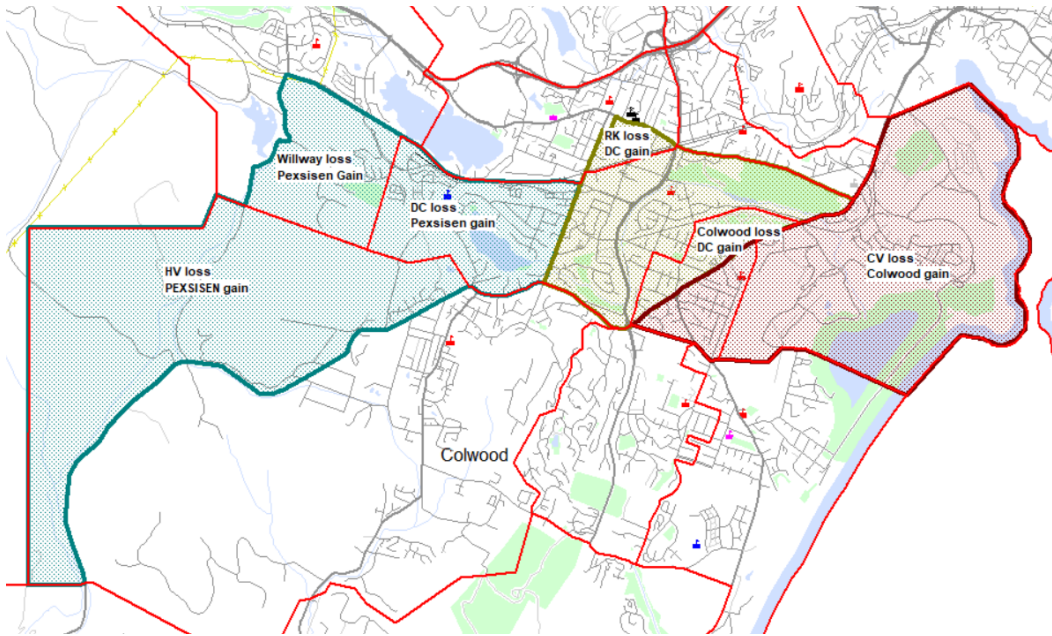 RK loss
DC gain
Willway loss
Pexsisen Gain
DC loss
Pexsisen gain
Colwood loss
DC gain
CV loss
Colwood gain
HV loss
PEXSISEN gain
Colwood